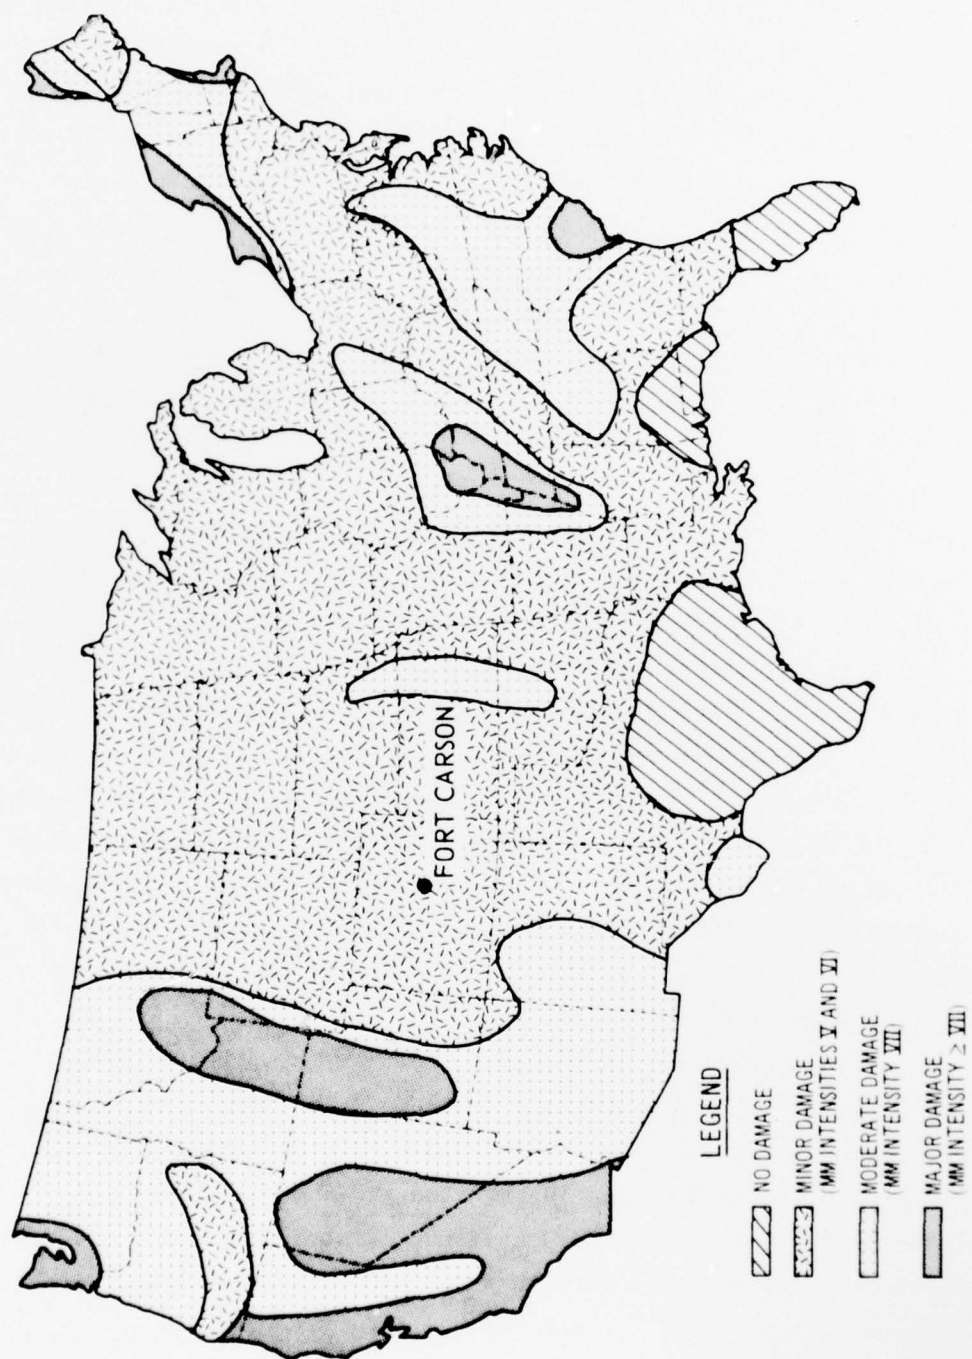 FORT CARSON
LEGEND
NO DAMAGE
MINOR DAMAGE
(MM INTENSITIES V AND VI)
MODERATE DAMAGE
(MM INTENSITY VII)
MAJOR DAMAGE
(MM INTENSITY ≥ VIII)